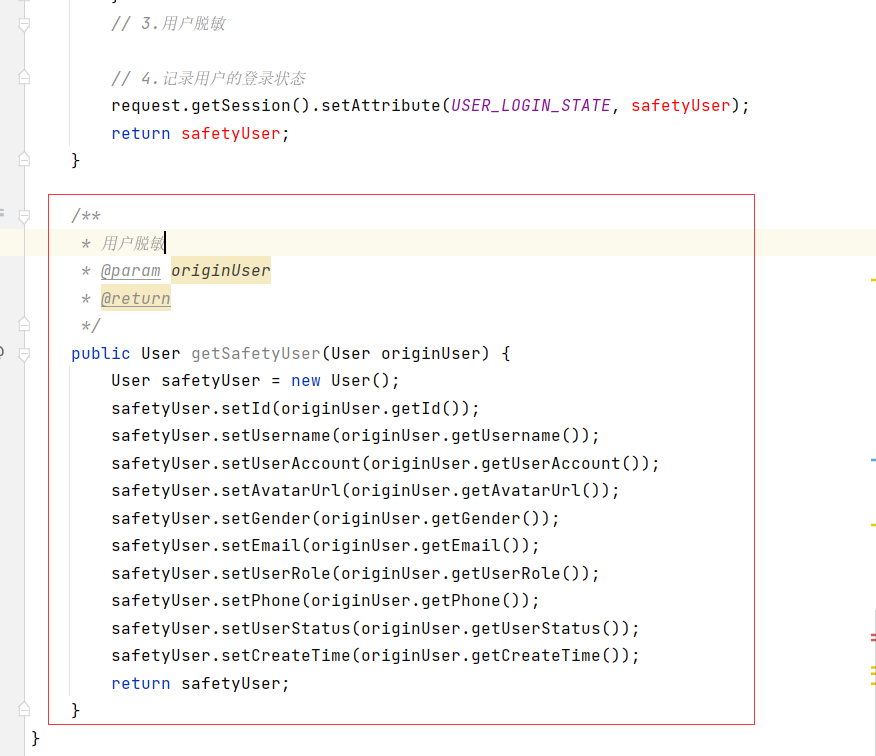 // 3.用户脱敏
// 4.记录用户的登录状态
request.getSession().setAttribute(USER_LOGIN_STATE, safetyUser);
return safetyUser;
}
/**
* 用户脱敏
* @param originUser
* @return
*/
public User getSafetyUser(User originUser) {
User safetyUser = new User();
safetyUser.setId(originUser.getId());
safetyUser.setUsername(originUser.getUsername());
safetyUser.setUserAccount(originUser.getUserAccount());
safetyUser.setAvatarUrl(originUser.getAvatarUrl());
safetyUser.setGender(originUser.getGender());
safetyUser.setEmail(originUser.getEmail());
safetyUser.setUserRole(originUser.getUserRole());
safetyUser.setPhone(originUser.getPhone());
safetyUser.setUserStatus(originUser.getUserStatus());
safetyUser.setCreateTime(originUser.getCreateTime());
return safetyUser;
}
}